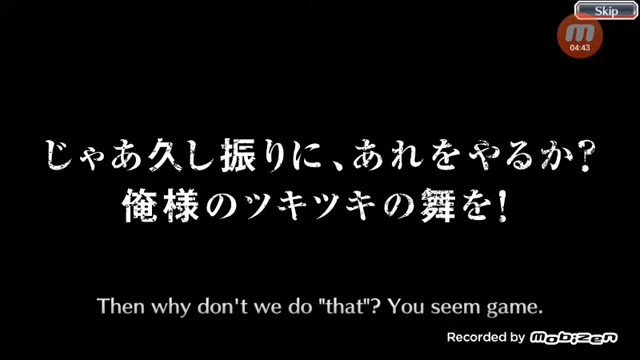 Skip
04:43
じゃあ久し振りに、あれをやるか?
俺様のツキツキの舞を!
Then why don't we do "that"? You seem game.
Recorded by mobizen